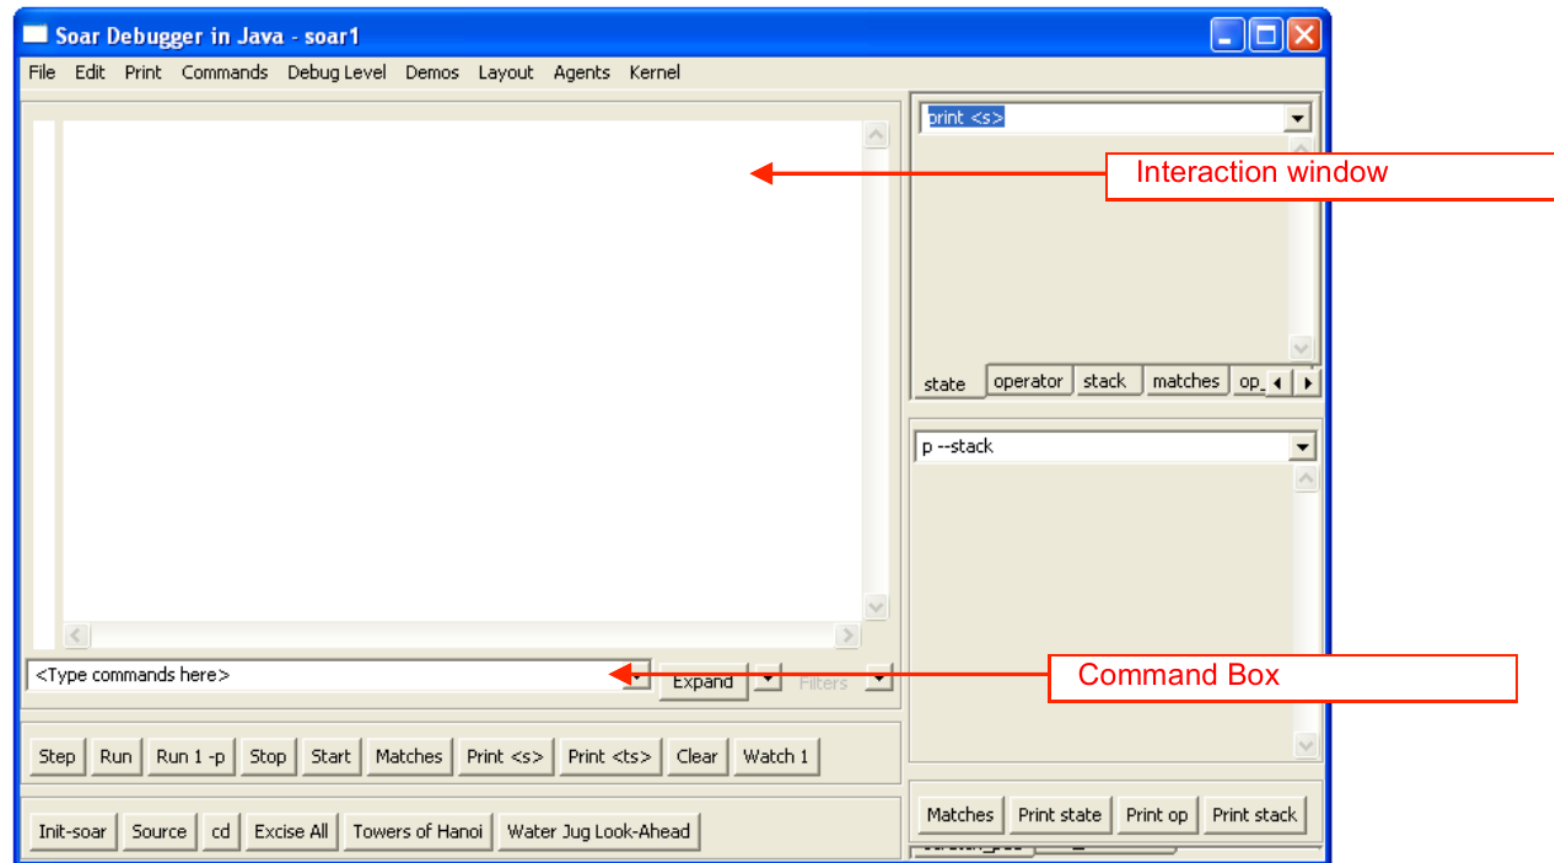 Soar Debugger in Java - soar1
File Edit Print Commands Debug Level Demos Layout Agents Kernel
print <s>
Interaction window
state operator stack matches op_
p --stack
<Type commands here>
Expand
Filters
Command Box
Step Run Run 1 -p Stop Start Matches Print <s> Print <ts> Clear Watch 1
Init-soar Source cd Excise All Towers of Hanoi Water Jug Look-Ahead
Matches Print state Print op Print stack